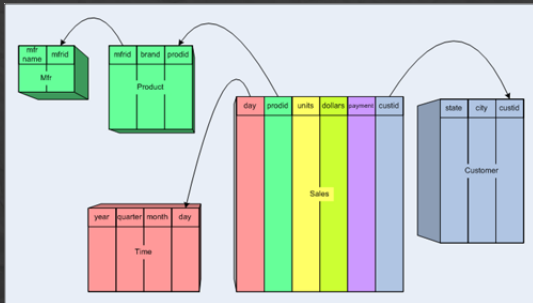 mfr
name
mfrid
Mfr
mfrid brand prodid
Product
day prodid units dollars payment custid
Sales
state city custid
Customer
year quarter month day
Time